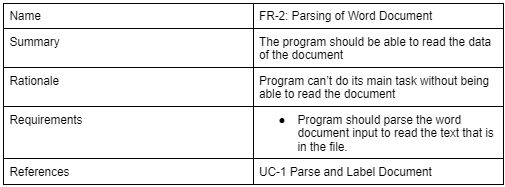 Name
FR-2: Parsing of Word Document
Summary
The program should be able to read the data
of the document
Rationale
Program can’t do its main task without being
able to read the document
Requirements
● Program should parse the word
document input to read the text that is
in the file.
References
UC-1 Parse and Label Document